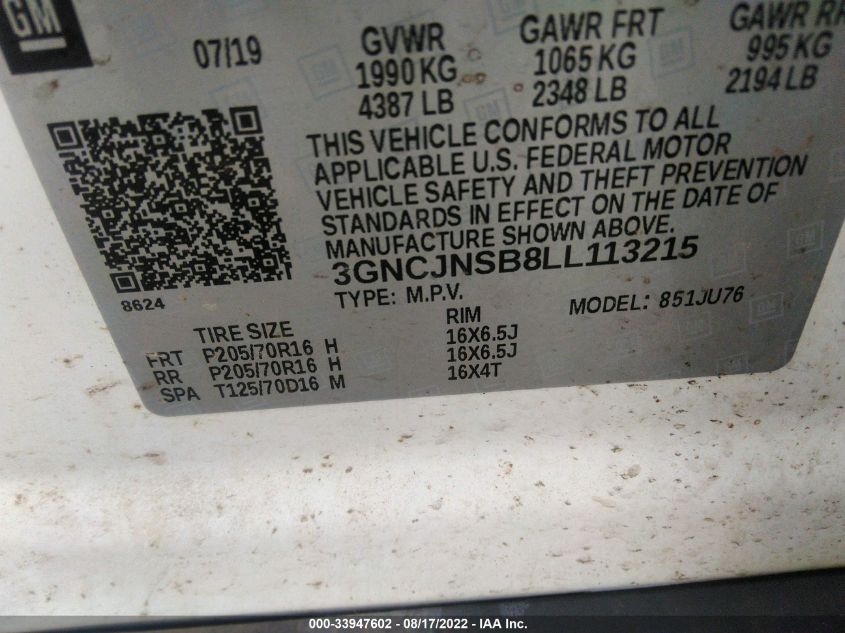 GM
07/19
GVWR
1990 KG
4387 LB
GAWR FRT
1065 KG
2348 LB
GAWR RR
995 KG
2194 LB
THIS VEHICLE CONFORMS TO ALL
APPLICABLE U.S. FEDERAL MOTOR
VEHICLE SAFETY AND THEFT PREVENTION
STANDARDS IN EFFECT ON THE DATE OF
MANUFACTURE SHOWN ABOVE.
3GNCJNSB8LL113215
8624
TYPE: M.P.V.
MODEL: 851JU76
TIRE SIZE
RIM
FRT P205/70R16 H 16X6.5J
RR P205/70R16 H 16X6.5J
SPA T125/70D16 M 16X4T
000-33947602 - 08/17/2022 - IAA Inc.